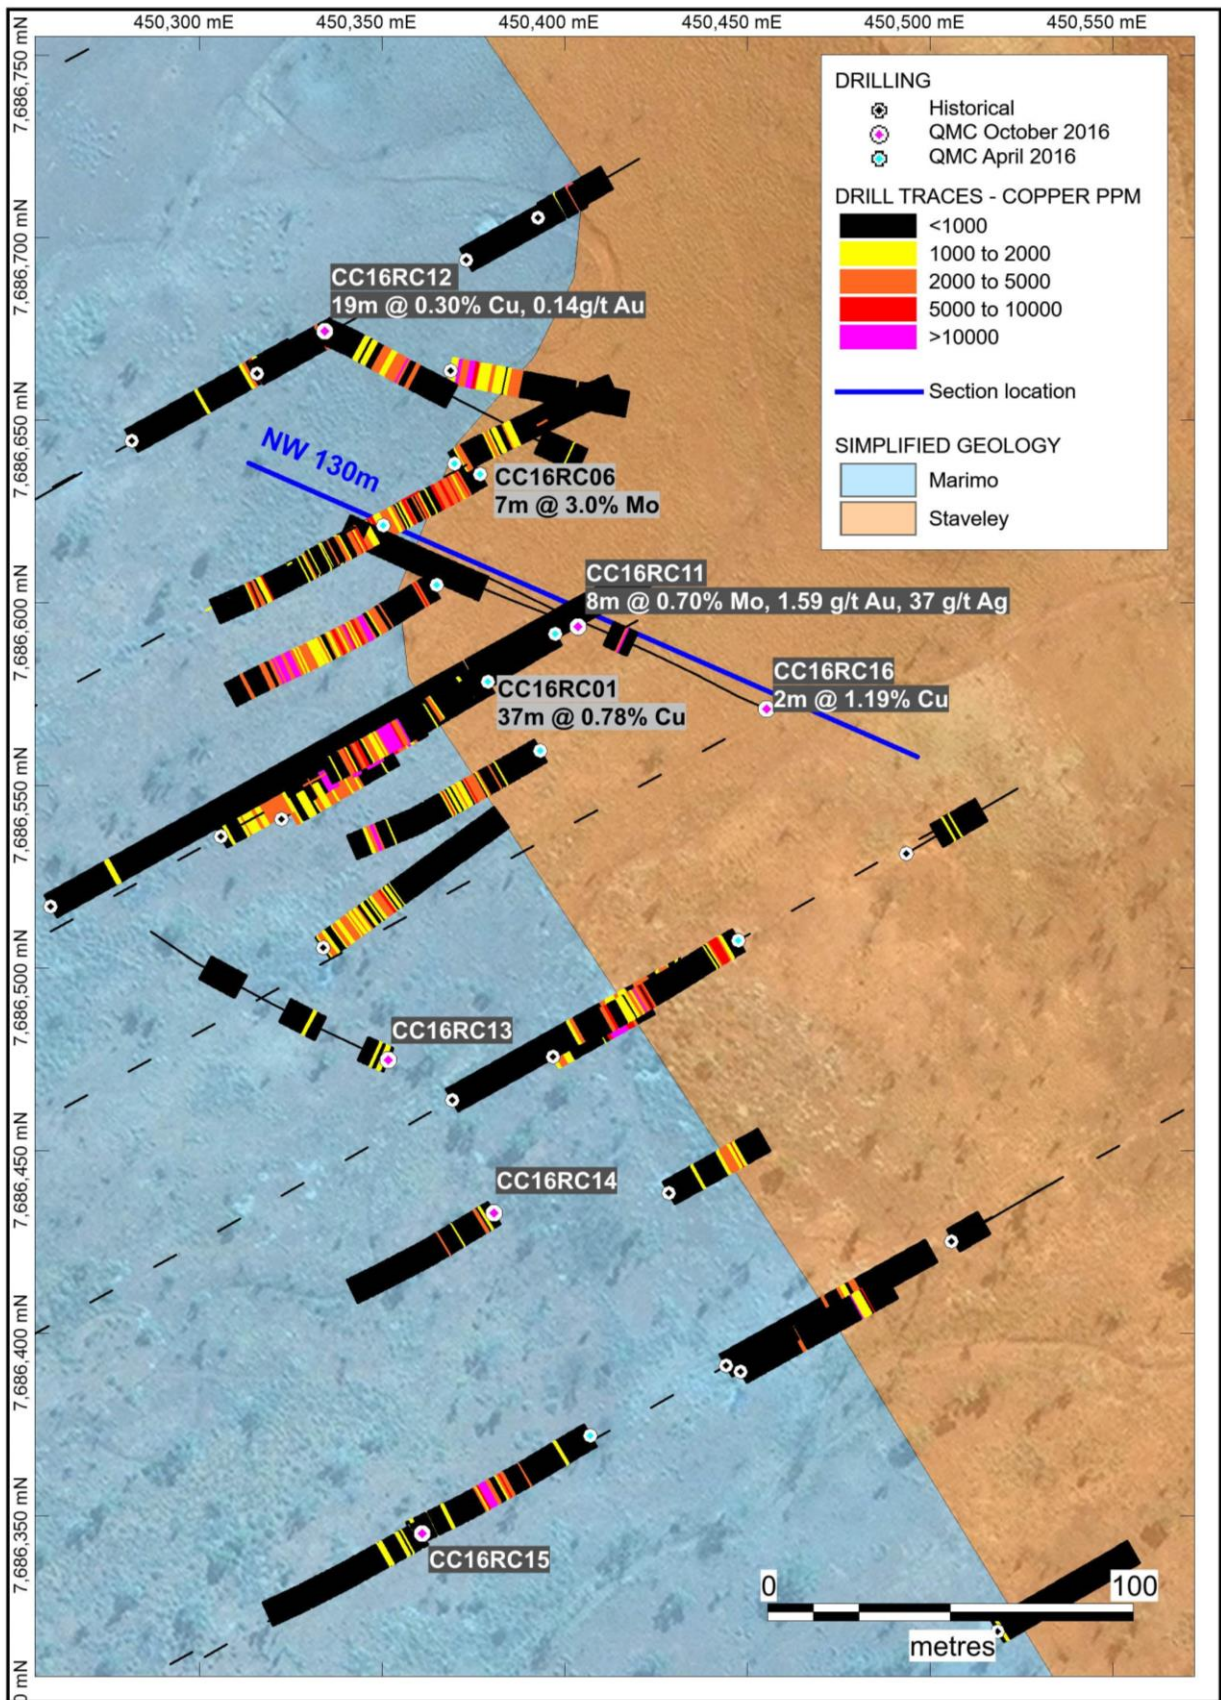 450,300 mE
450,350 mE
450,400 mE
450,450 mE
450,500 mE
450,550 mE
7,686,750 mN
7,686,700 mN
7,686,650 mN
7,686,600 mN
7,686,550 mN
7,686,500 mN
7,686,450 mN
7,686,400 mN
7,686,350 mN
0 mN
DRILLING
Historical
QMC October 2016
QMC April 2016
DRILL TRACES - COPPER PPM
<1000
1000 to 2000
2000 to 5000
5000 to 10000
>10000
Section location
SIMPLIFIED GEOLOGY
Marimo
Staveley
CC16RC12
19m @ 0.30% Cu, 0.14g/t Au
NW 130m
CC16RC06
7m @ 3.0% Mo
CC16RC11
8m @ 0.70% Mo, 1.59 g/t Au, 37 g/t Ag
CC16RC16
2m @ 1.19% Cu
CC16RC01
37m @ 0.78% Cu
CC16RC13
CC16RC14
CC16RC15
0
100
metres